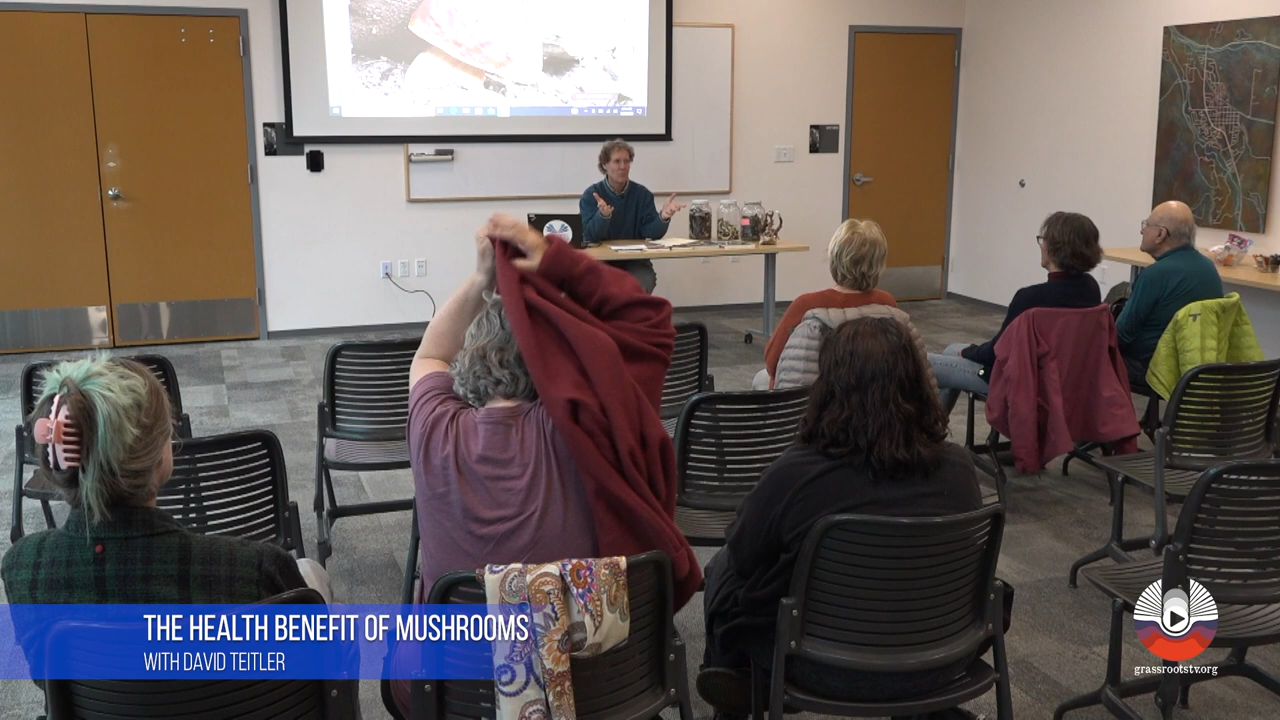 THE HEALTH BENEFIT OF MUSHROOMS
WITH DAVID TEITLER
grassrootstv.org